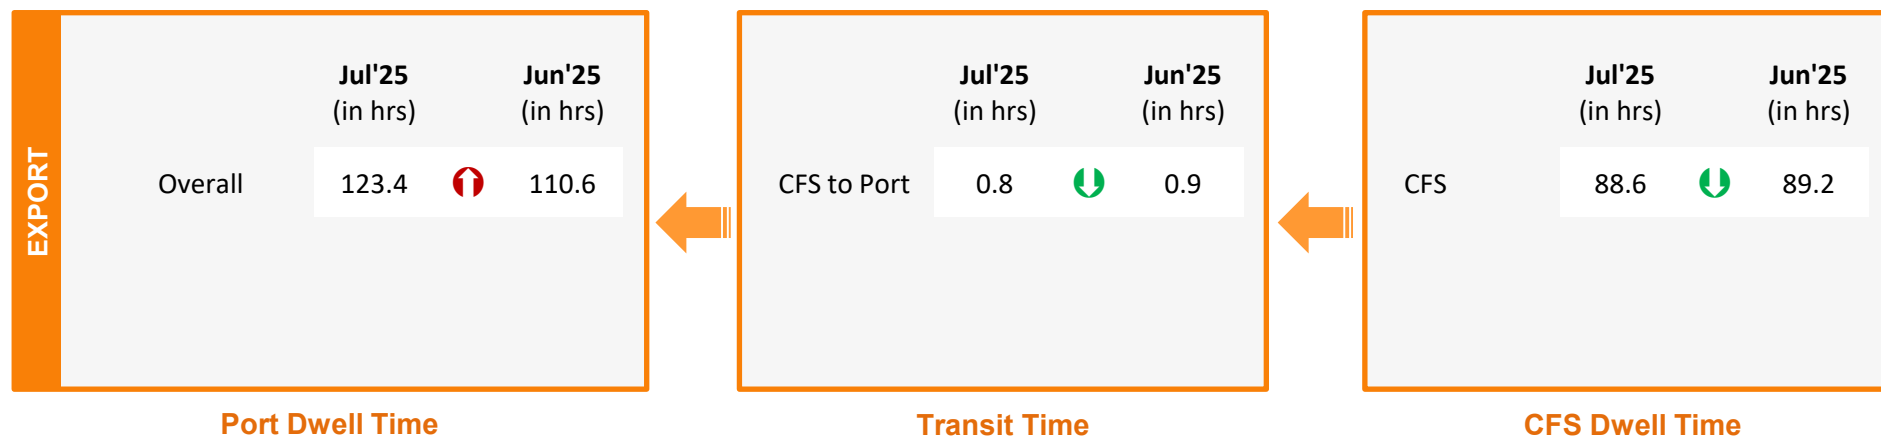 EXPORT
Jul'25 Jun'25
(in hrs) (in hrs)
Overall 123.4 110.6
Port Dwell Time
Jul'25 Jun'25
(in hrs) (in hrs)
CFS to Port 0.8 0.9
Transit Time
Jul'25 Jun'25
(in hrs) (in hrs)
CFS 88.6 89.2
CFS Dwell Time